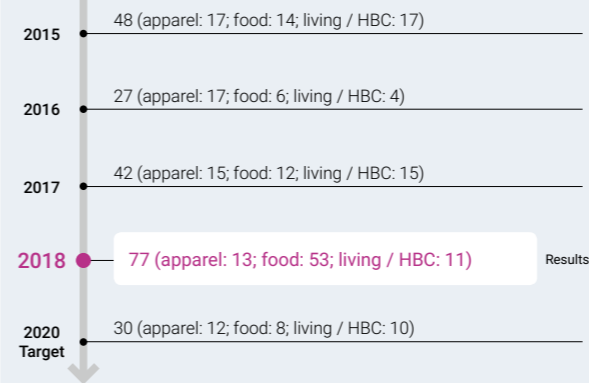 2015
48 (apparel: 17; food: 14; living / HBC: 17)
2016
27 (apparel: 17; food: 6; living / HBC: 4)
2017
42 (apparel: 15; food: 12; living / HBC: 15)
2018
77 (apparel: 13; food: 53; living / HBC: 11)
Results
2020
Target
30 (apparel: 12; food: 8; living / HBC: 10)